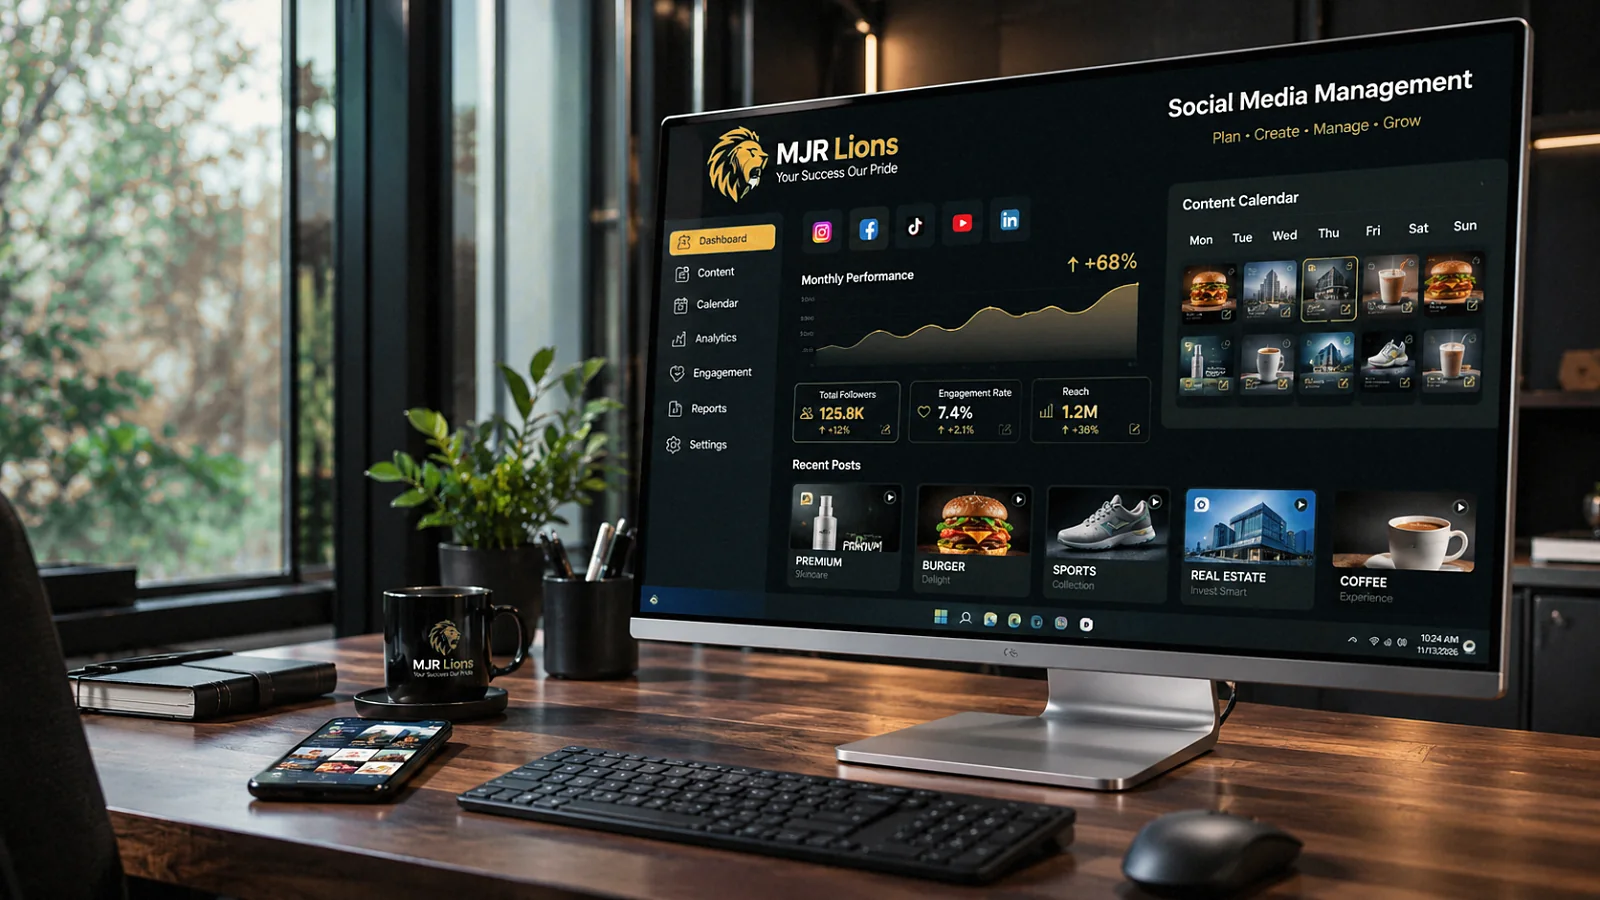 Social Media Management
Plan • Create • Manage • Grow
MJR Lions
Your Success Our Pride
Dashboard
Content
Calendar
Analytics
Engagement
Reports
Settings
Monthly Performance
↑ +68%
Total Followers
125.8K
↑ +12%
Engagement Rate
7.4%
↑ +2.1%
Reach
1.2M
↑ +36%
Content Calendar
Mon Tue Wed Thu Fri Sat Sun
Recent Posts
PREMIUM
Skincare
BURGER
Delight
SPORTS
Collection
REAL ESTATE
Invest Smart
COFFEE
Experience
10:24 AM
MJR Lions
Your Success Our Pride